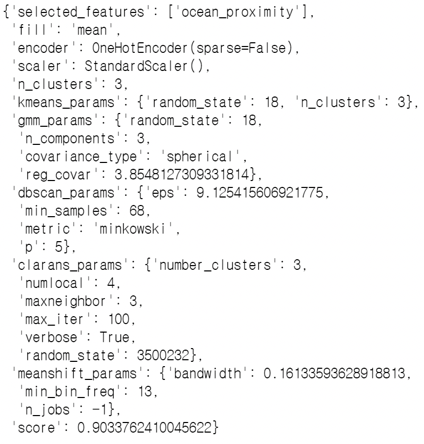 {'selected_features': ['ocean_proximity'],
 'fill': 'mean',
 'encoder': OneHotEncoder(sparse=False),
 'scaler': StandardScaler(),
 'n_clusters': 3,
 'kmeans_params': {'random_state': 18, 'n_clusters': 3},
 'gmm_params': {'random_state': 18,
  'n_components': 3,
  'covariance_type': 'spherical',
  'reg_covar': 3.8548127309331814},
 'dbscan_params': {'eps': 9.125415606921775,
  'min_samples': 68,
  'metric': 'minkowski',
  'p': 5},
 'clarans_params': {'number_clusters': 3,
  'numlocal': 4,
  'maxneighbor': 3,
  'max_iter': 100,
  'verbose': True,
  'random_state': 3500232},
 'meanshift_params': {'bandwidth': 0.16133593628918813,
  'min_bin_freq': 13,
  'n_jobs': -1},
 'score': 0.9033762410045622}